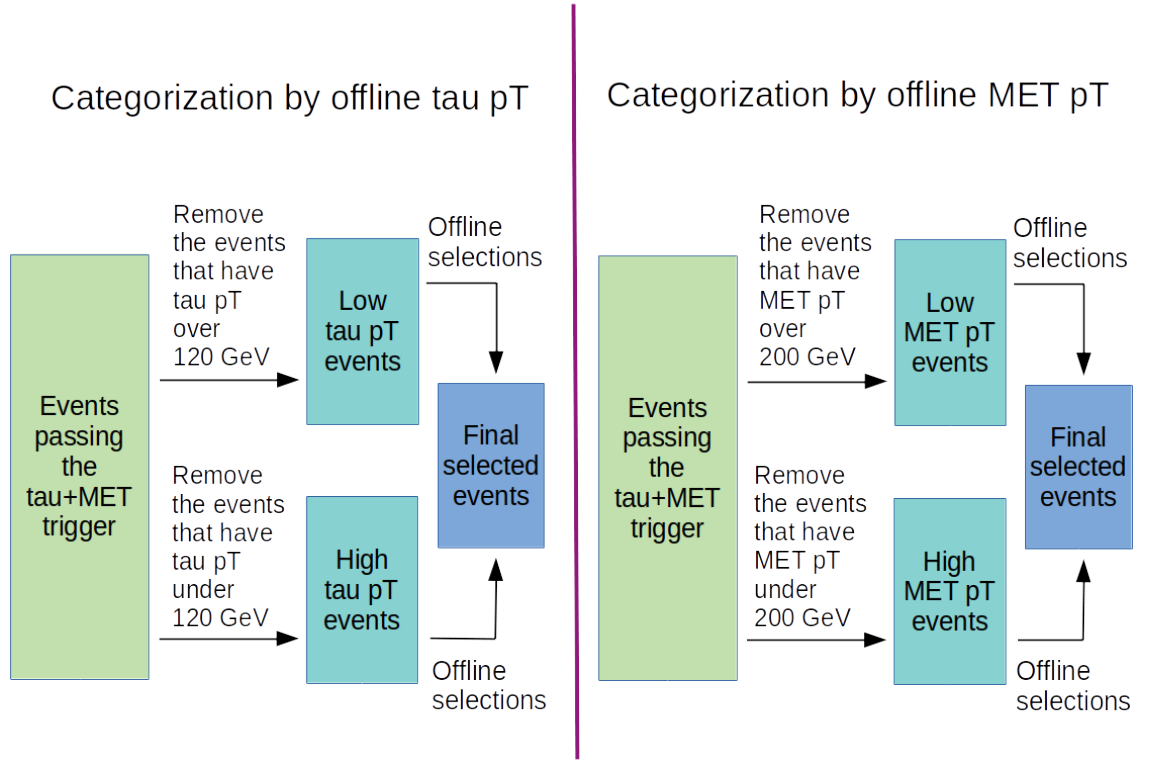 Categorization by offline tau pT
Remove
the events
that have
tau pT
over
120 GeV
Offline
selections
Low
tau pT
events
Events
passing
the
tau+MET
trigger
Final
selected
events
Remove
the events
that have
tau pT
under
120 GeV
High
tau pT
events
Offline
selections
Categorization by offline MET pT
Remove
the events
that have
MET pT
over
200 GeV
Offline
selections
Low
MET pT
events
Events
passing
the
tau+MET
trigger
Final
selected
events
Remove
the events
that have
MET pT
under
200 GeV
High
MET pT
events
Offline
selections